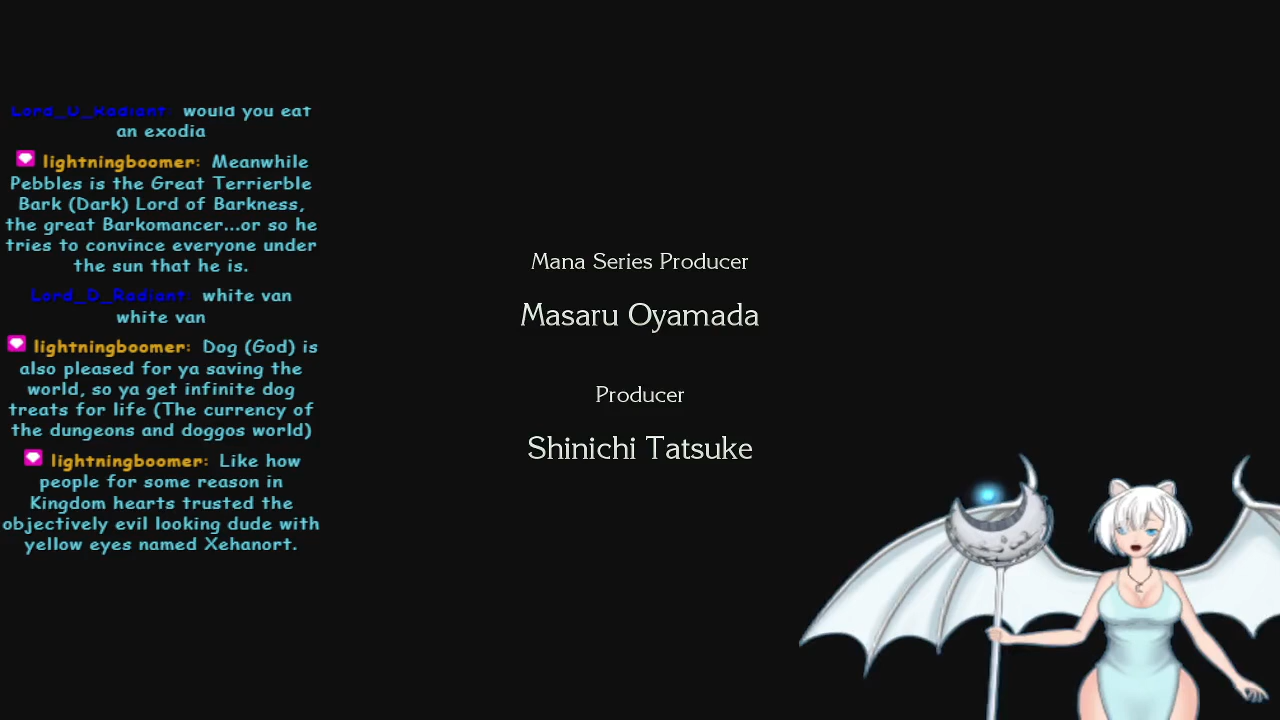 Lord_D_Radiant: would you eat
an exodia
lightningboomer: Meanwhile
Pebbles is the Great Terrierble
Bark (Dark) Lord of Barkness,
the great Barkomancer...or so he
tries to convince everyone under
the sun that he is.
Lord_D_Radiant: white van
white van
lightningboomer: Dog (God) is
also pleased for ya saving the
world, so ya get infinite dog
treats for life (The currency of
the dungeons and doggos world)
lightningboomer: Like how
people for some reason in
Kingdom hearts trusted the
objectively evil looking dude with
yellow eyes named Xehanort.
Mana Series Producer
Masaru Oyamada
Producer
Shinichi Tatsuke